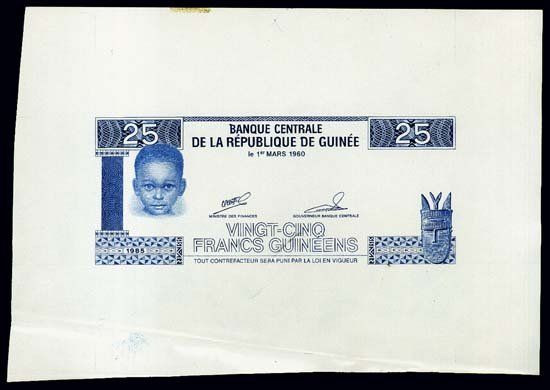 25
BANQUE CENTRALE
DE LA RÉPUBLIQUE DE GUINÉE
le 1er MARS 1960
25
MINISTRE DES FINANCES
GOUVERNEUR BANQUE CENTRALE
VINGT-CINQ
FRANCS GUINÉENS
1985
TOUT CONTREFACTEUR SERA PUNI PAR LA LOI EN VIGUEUR